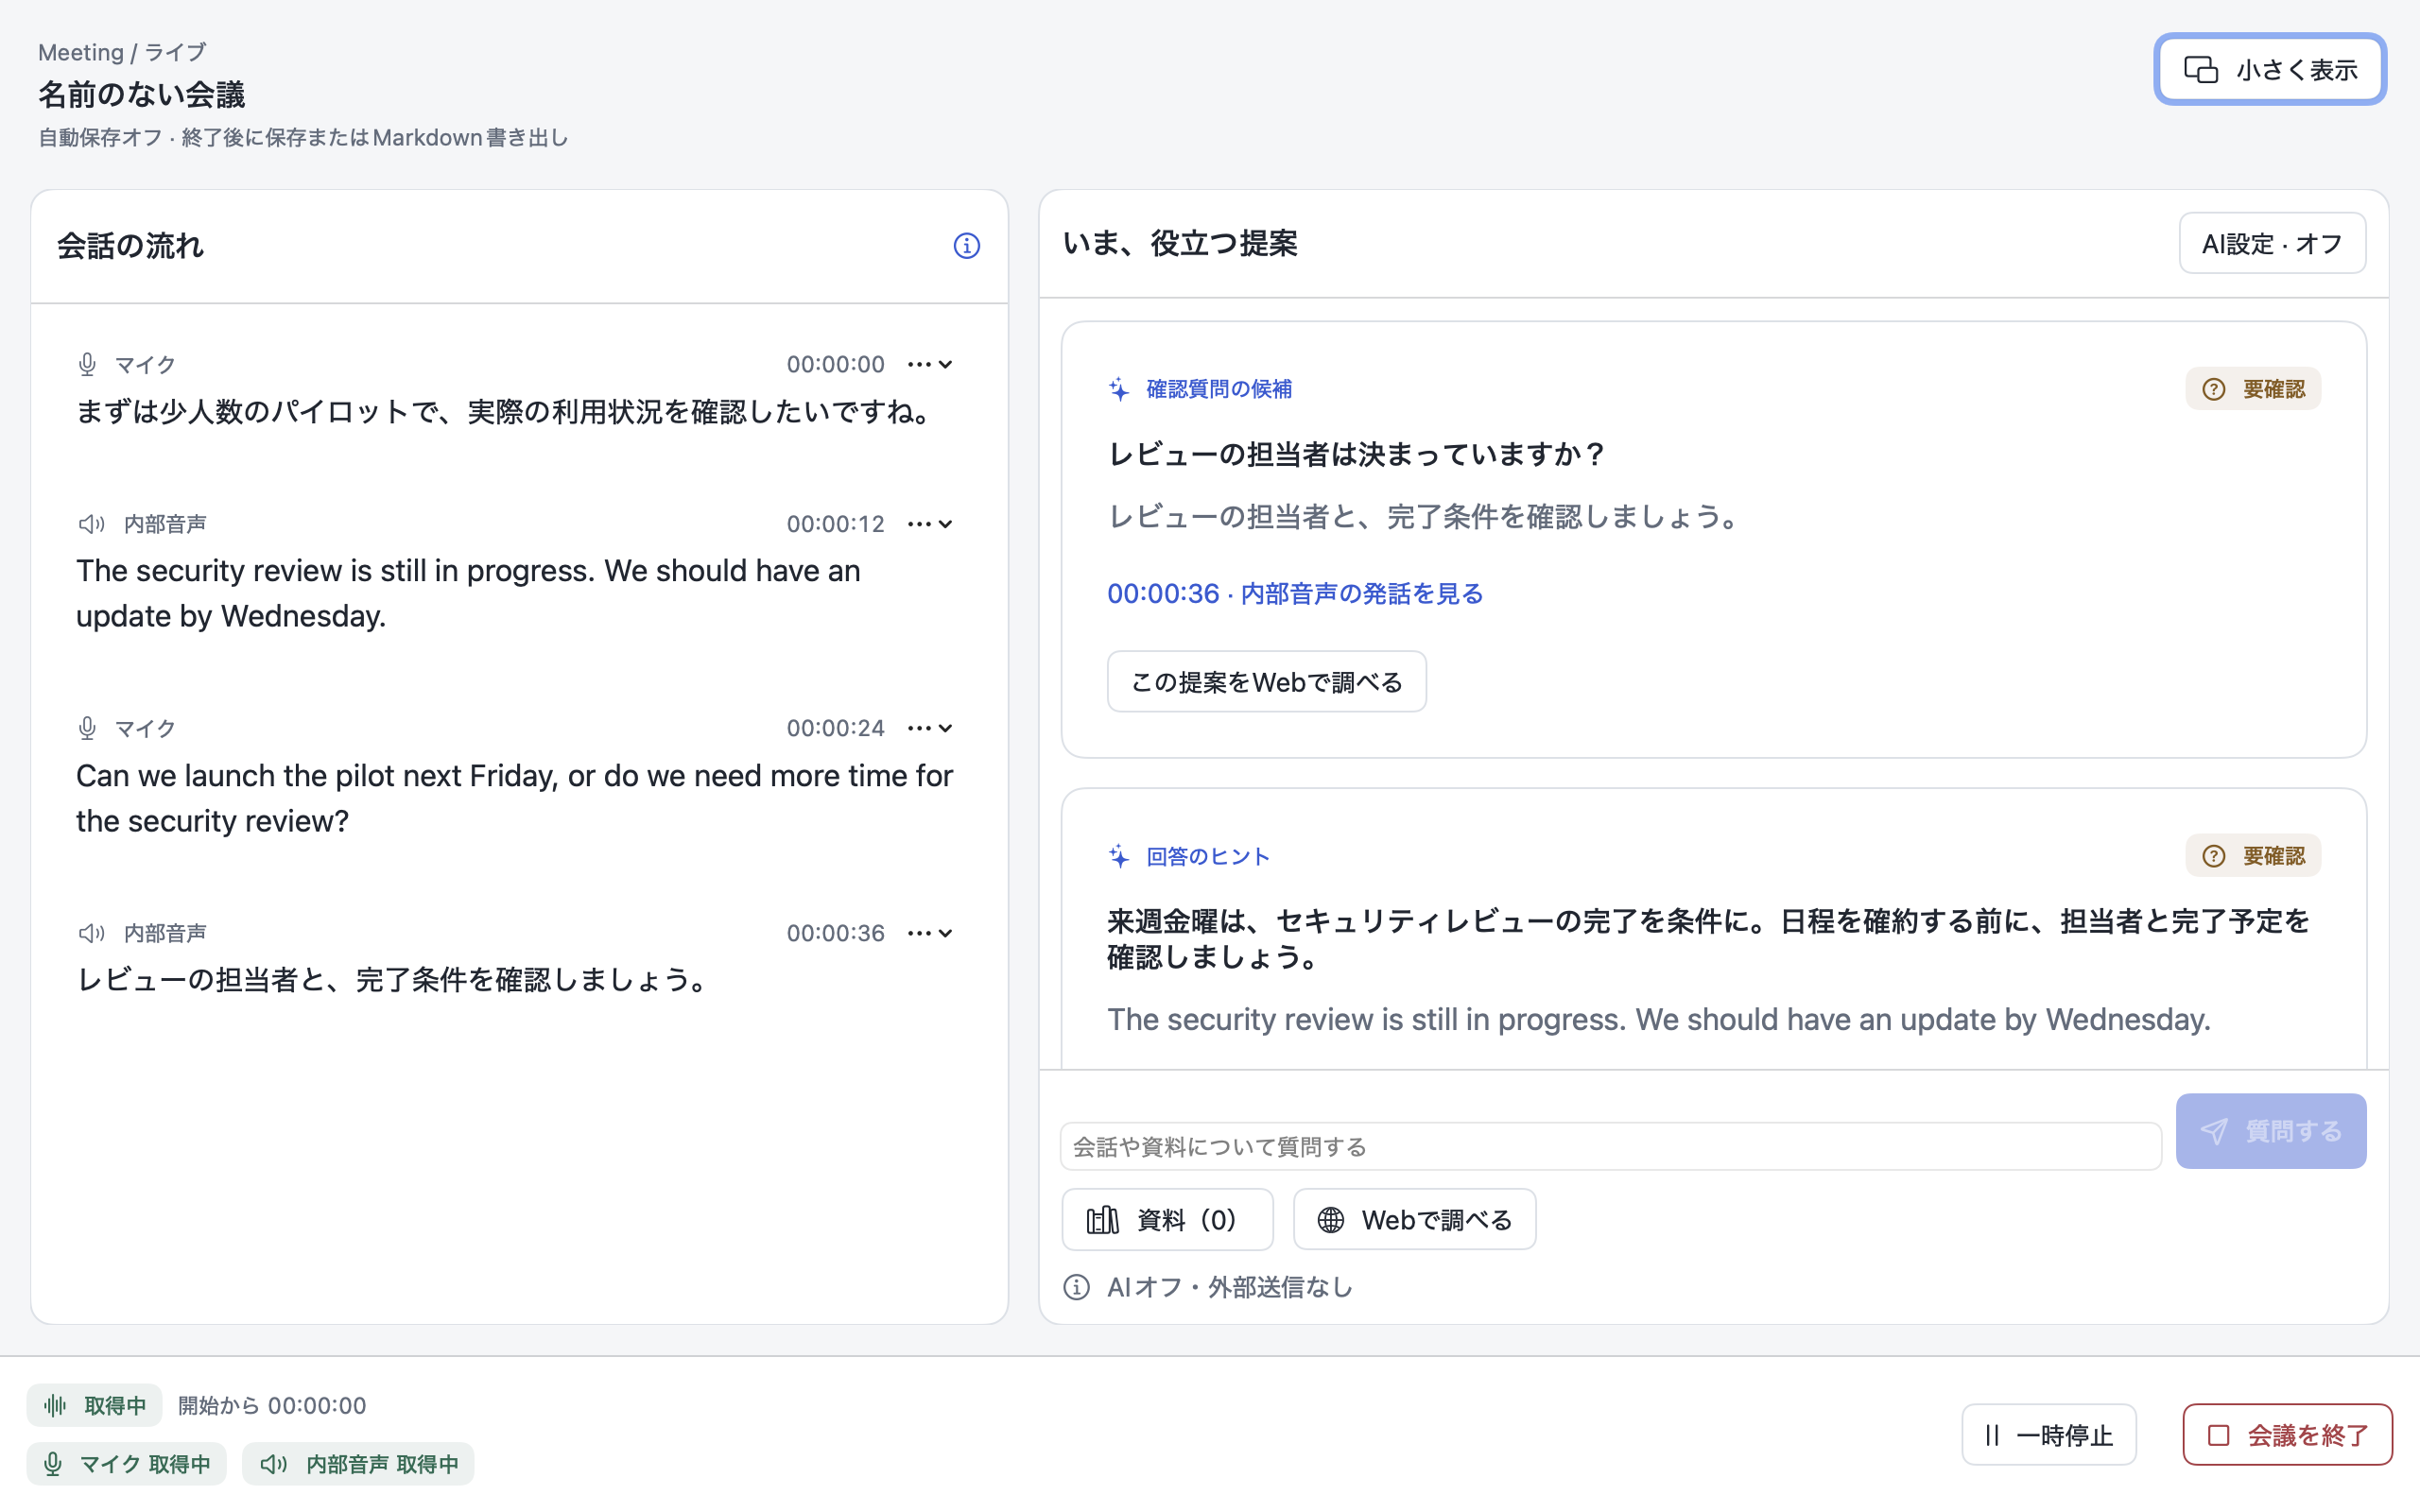 Meeting / ライブ
名前のない会議
自動保存オフ · 終了後に保存またはMarkdown書き出し
小さく表示
会話の流れ
マイク 00:00:00
まずは少人数のパイロットで、実際の利用状況を確認したいですね。
内部音声 00:00:12
The security review is still in progress. We should have an
update by Wednesday.
マイク 00:00:24
Can we launch the pilot next Friday, or do we need more time for
the security review?
内部音声 00:00:36
レビューの担当者と、完了条件を確認しましょう。
いま、役立つ提案
AI設定 · オフ
確認質問の候補
要確認
レビューの担当者は決まっていますか？
レビューの担当者と、完了条件を確認しましょう。
00:00:36 · 内部音声の発話を見る
この提案をWebで調べる
回答のヒント
要確認
来週金曜は、セキュリティレビューの完了を条件に。日程を確約する前に、担当者と完了予定を
確認しましょう。
The security review is still in progress. We should have an update by Wednesday.
会話や資料について質問する
質問する
資料（0）
Webで調べる
AIオフ・外部送信なし
取得中 開始から 00:00:00
マイク 取得中
内部音声 取得中
一時停止
会議を終了